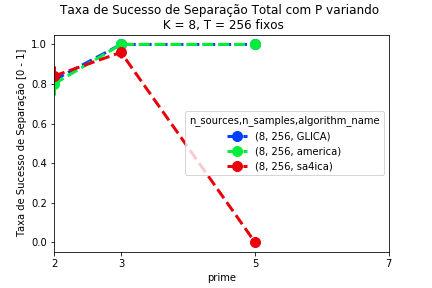 Taxa de Sucesso de Separação Total com P variando
K = 8, T = 256 fixos
Taxa de Sucesso de Separação [0 - 1]
1.0
0.8
0.6
0.4
0.2
0.0
n_sources,n_samples,algorithm_name
(8, 256, GLICA)
(8, 256, america)
(8, 256, sa4ica)
2 3 5 7
prime